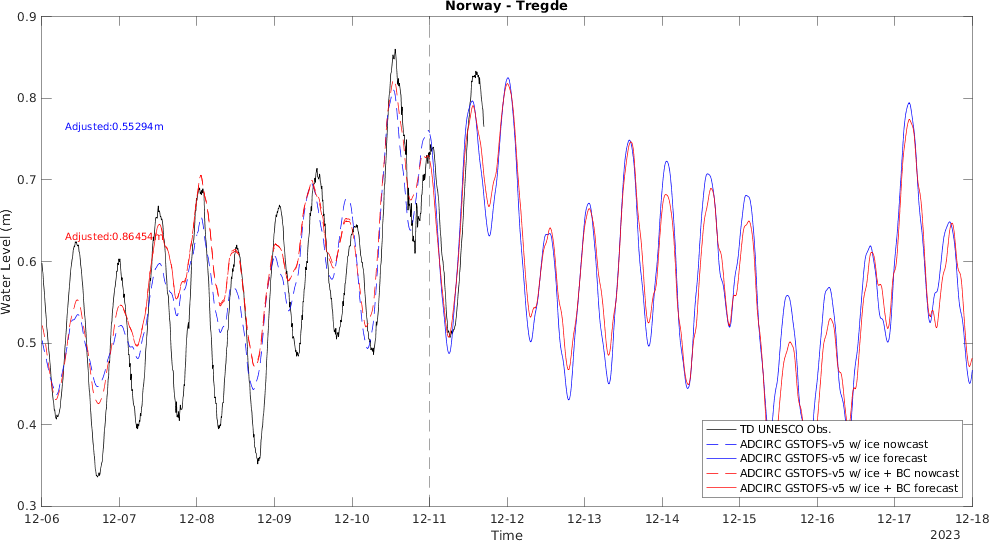 Norway - Tregde
0.9
0.8
0.7
0.6
0.5
0.4
0.3
Water Level (m)
Adjusted:0.55294m
Adjusted:0.86454m
TD UNESCO Obs.
ADCIRC GSTOFS-v5 w/ ice nowcast
ADCIRC GSTOFS-v5 w/ ice forecast
ADCIRC GSTOFS-v5 w/ ice + BC nowcast
ADCIRC GSTOFS-v5 w/ ice + BC forecast
12-06 12-07 12-08 12-09 12-10 12-11 12-12 12-13 12-14 12-15 12-16 12-17 12-18
Time
2023